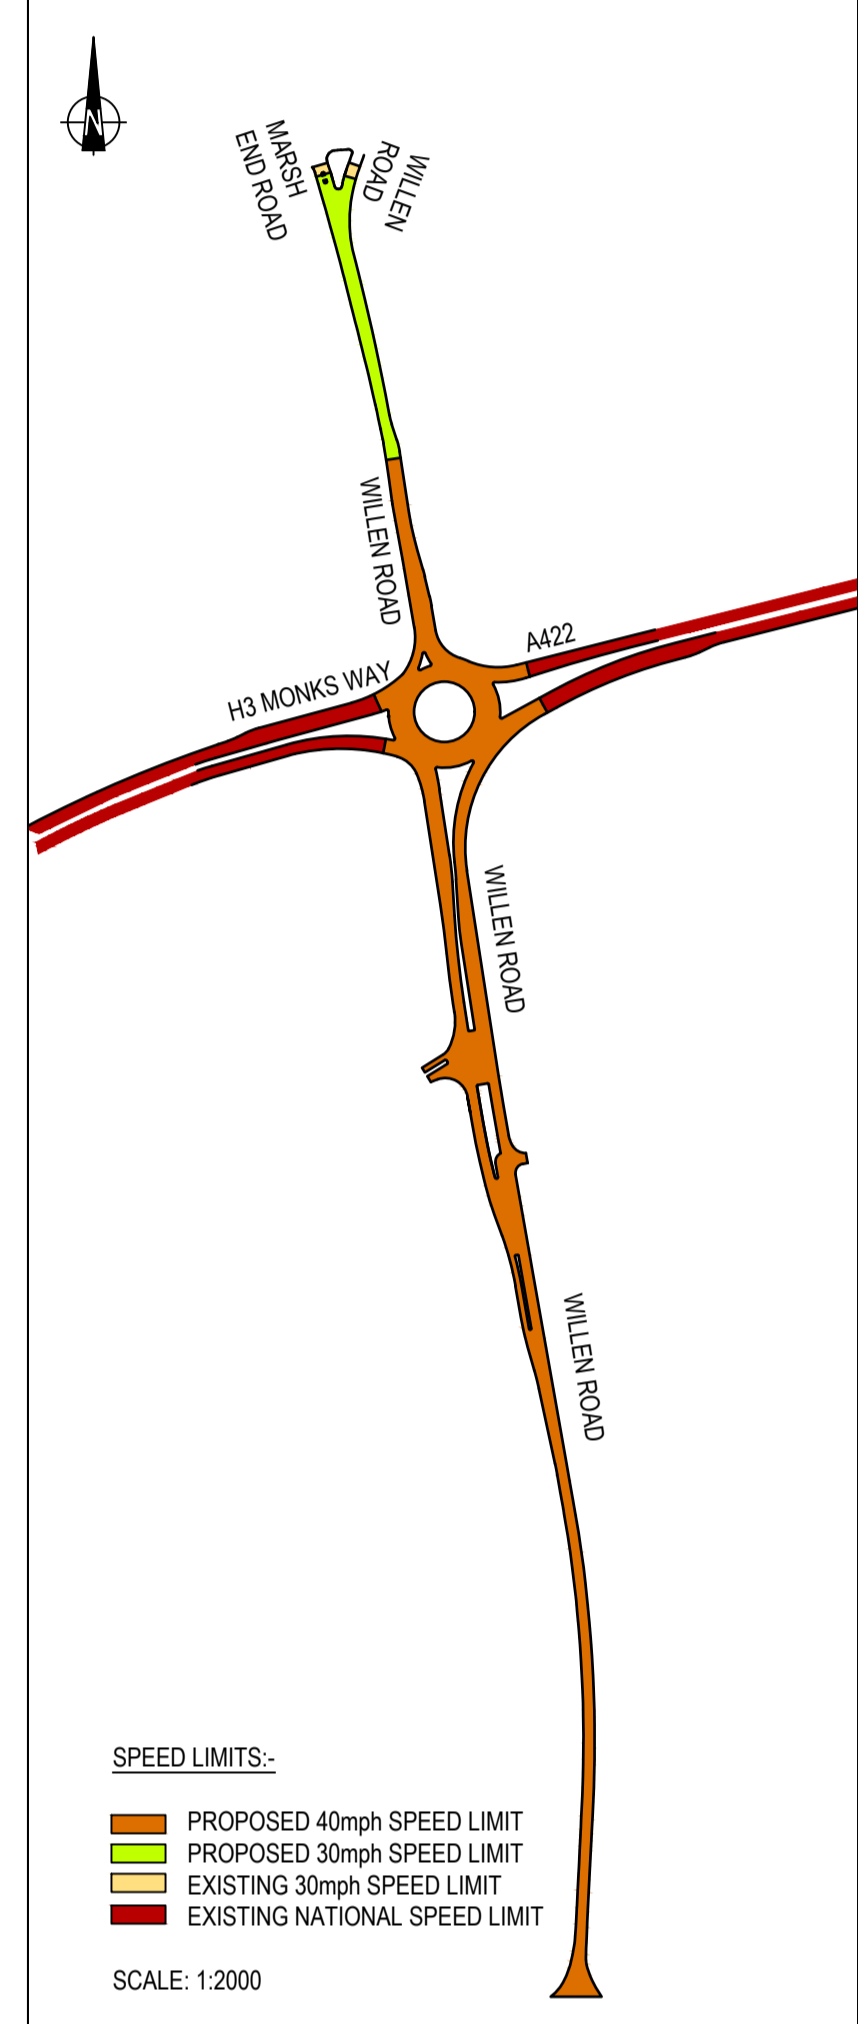 N
MARSH
END ROAD
WILLEN
ROAD
WILLEN ROAD
A422
H3 MONKS WAY
WILLEN ROAD
WILLEN ROAD
SPEED LIMITS:-
PROPOSED 40mph SPEED LIMIT
PROPOSED 30mph SPEED LIMIT
EXISTING 30mph SPEED LIMIT
EXISTING NATIONAL SPEED LIMIT
SCALE: 1:2000